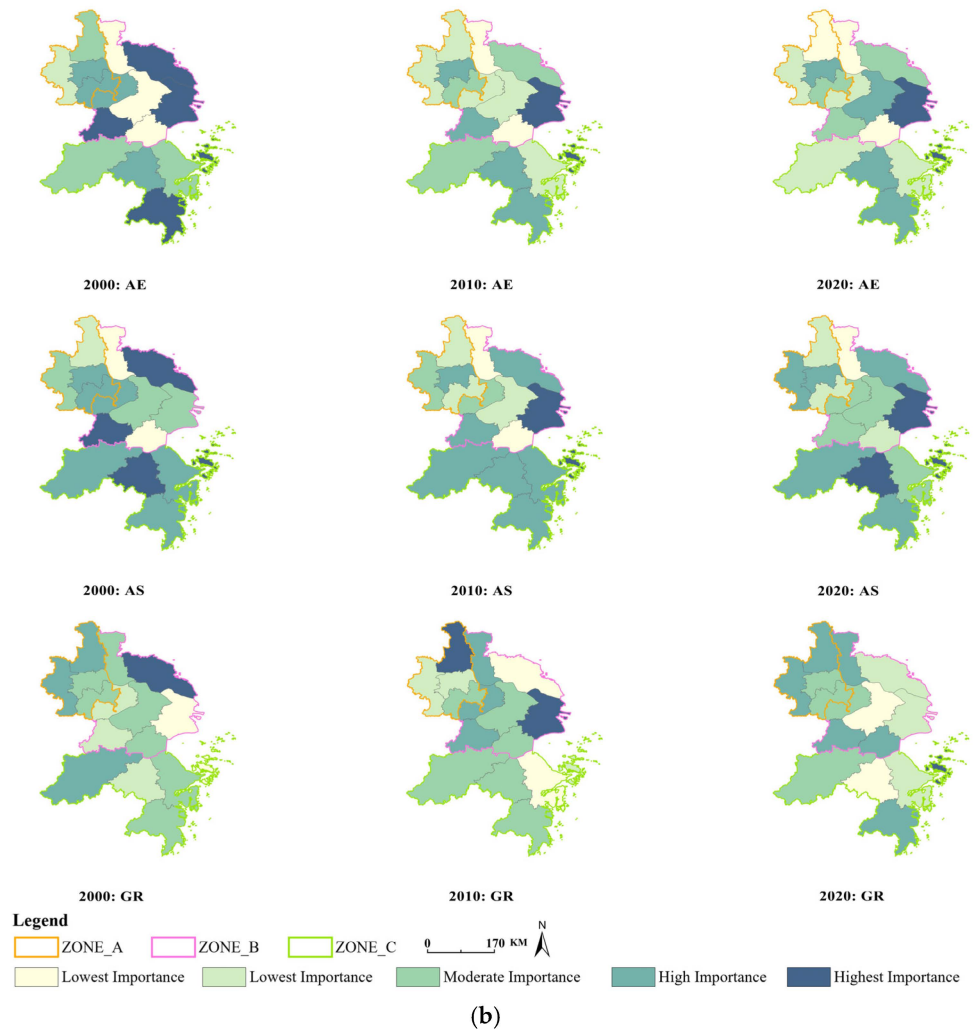 2000: AE
2010: AE
2020: AE
2000: AS
2010: AS
2020: AS
2000: GR
2010: GR
2020: GR
Legend
ZONE_A
ZONE_B
ZONE_C
0
170 KM
N
Lowest Importance
Lowest Importance
Moderate Importance
High Importance
Highest Importance
(b)